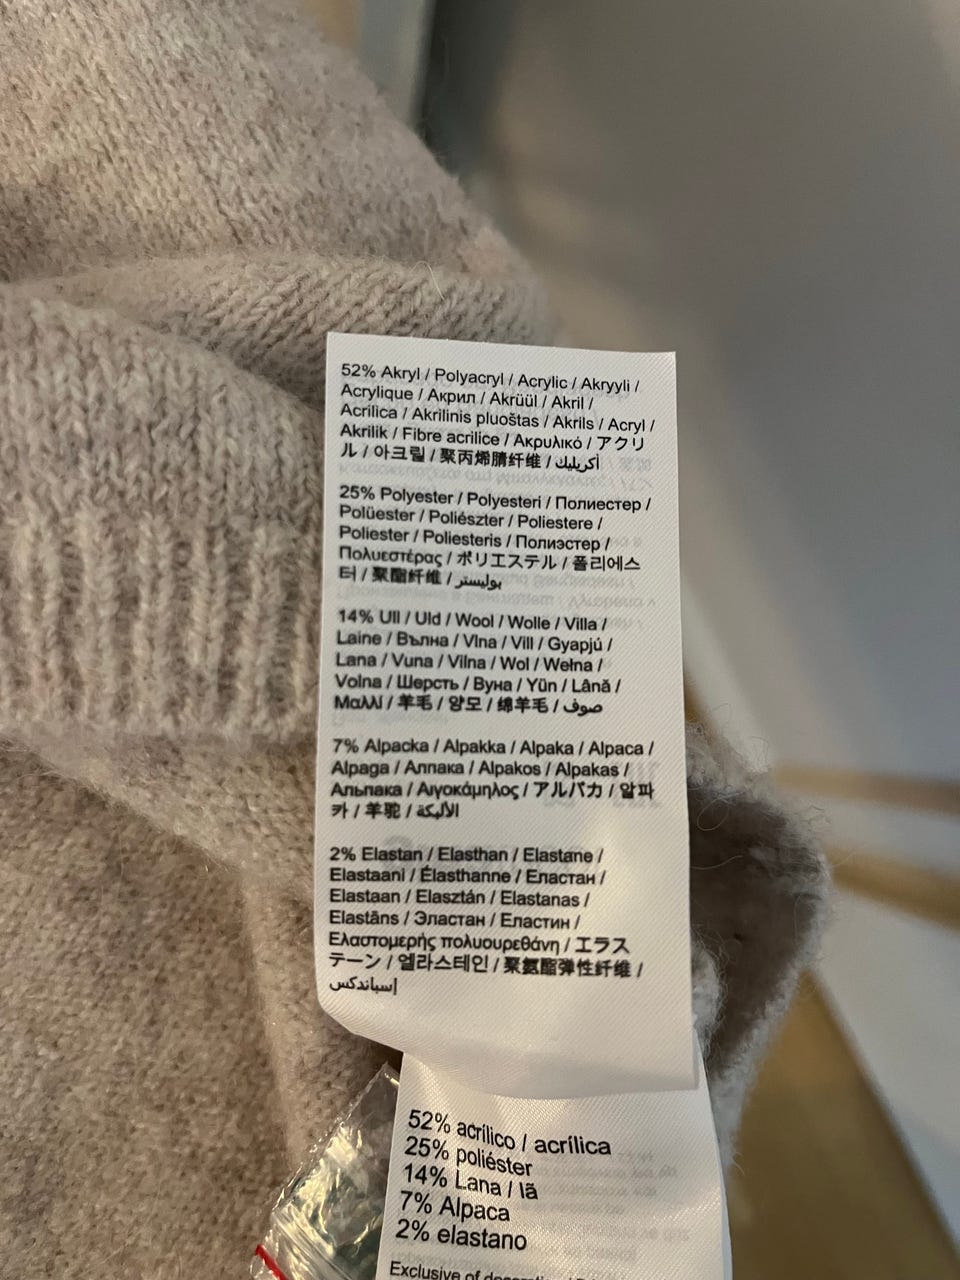 52% Akryl / Polyacryl / Acrylic / Akryyli /
Acrylique / Акрил / Akrüül / Akril /
Acrilica / Akrilinis pluoštas / Akrils / Acryl /
Akrilik / Fibre acrilice / Ακρυλικό / アクリ
ル / 아크릴 / 聚丙烯腈纤维 / أكريليك
25% Polyester / Polyesteri / Полиестер /
Polüester / Poliészter / Poliestere /
Poliester / Poliesteris / Полиэстер /
Πολυεστέρας / ポリエステル / 폴리에스
터 / 聚酯纤维 / بوليستر
14% Ull / Uld / Wool / Wolle / Villa /
Laine / Вълна / Vlna / Vill / Gyapjú /
Lana / Vuna / Vilna / Wol / Wełna /
Volna / Шерсть / Вуна / Yün / Lână /
Μαλλί / 羊毛 / 양모 / 绵羊毛 / صوف
7% Alpacka / Alpakka / Alpaka / Alpaca /
Alpaga / Алпака / Alpakos / Alpakas /
Альпака / Αιγοκάμηλος / アルパカ / 알파
카 / 羊驼 / الألبكة
2% Elastan / Elasthan / Elastane /
Elastaani / Élasthanne / Еластан /
Elastaan / Elasztán / Elastanas /
Elastāns / Эластан / Еластин /
Ελαστομερής πολυουρεθάνη / エラス
テーン / 엘라스테인 / 聚氨酯弹性纤维 /
إسباندكس
52% acrílico / acrílica
25% poliéster
14% Lana / lã
7% Alpaca
2% elastano
Exclusive of